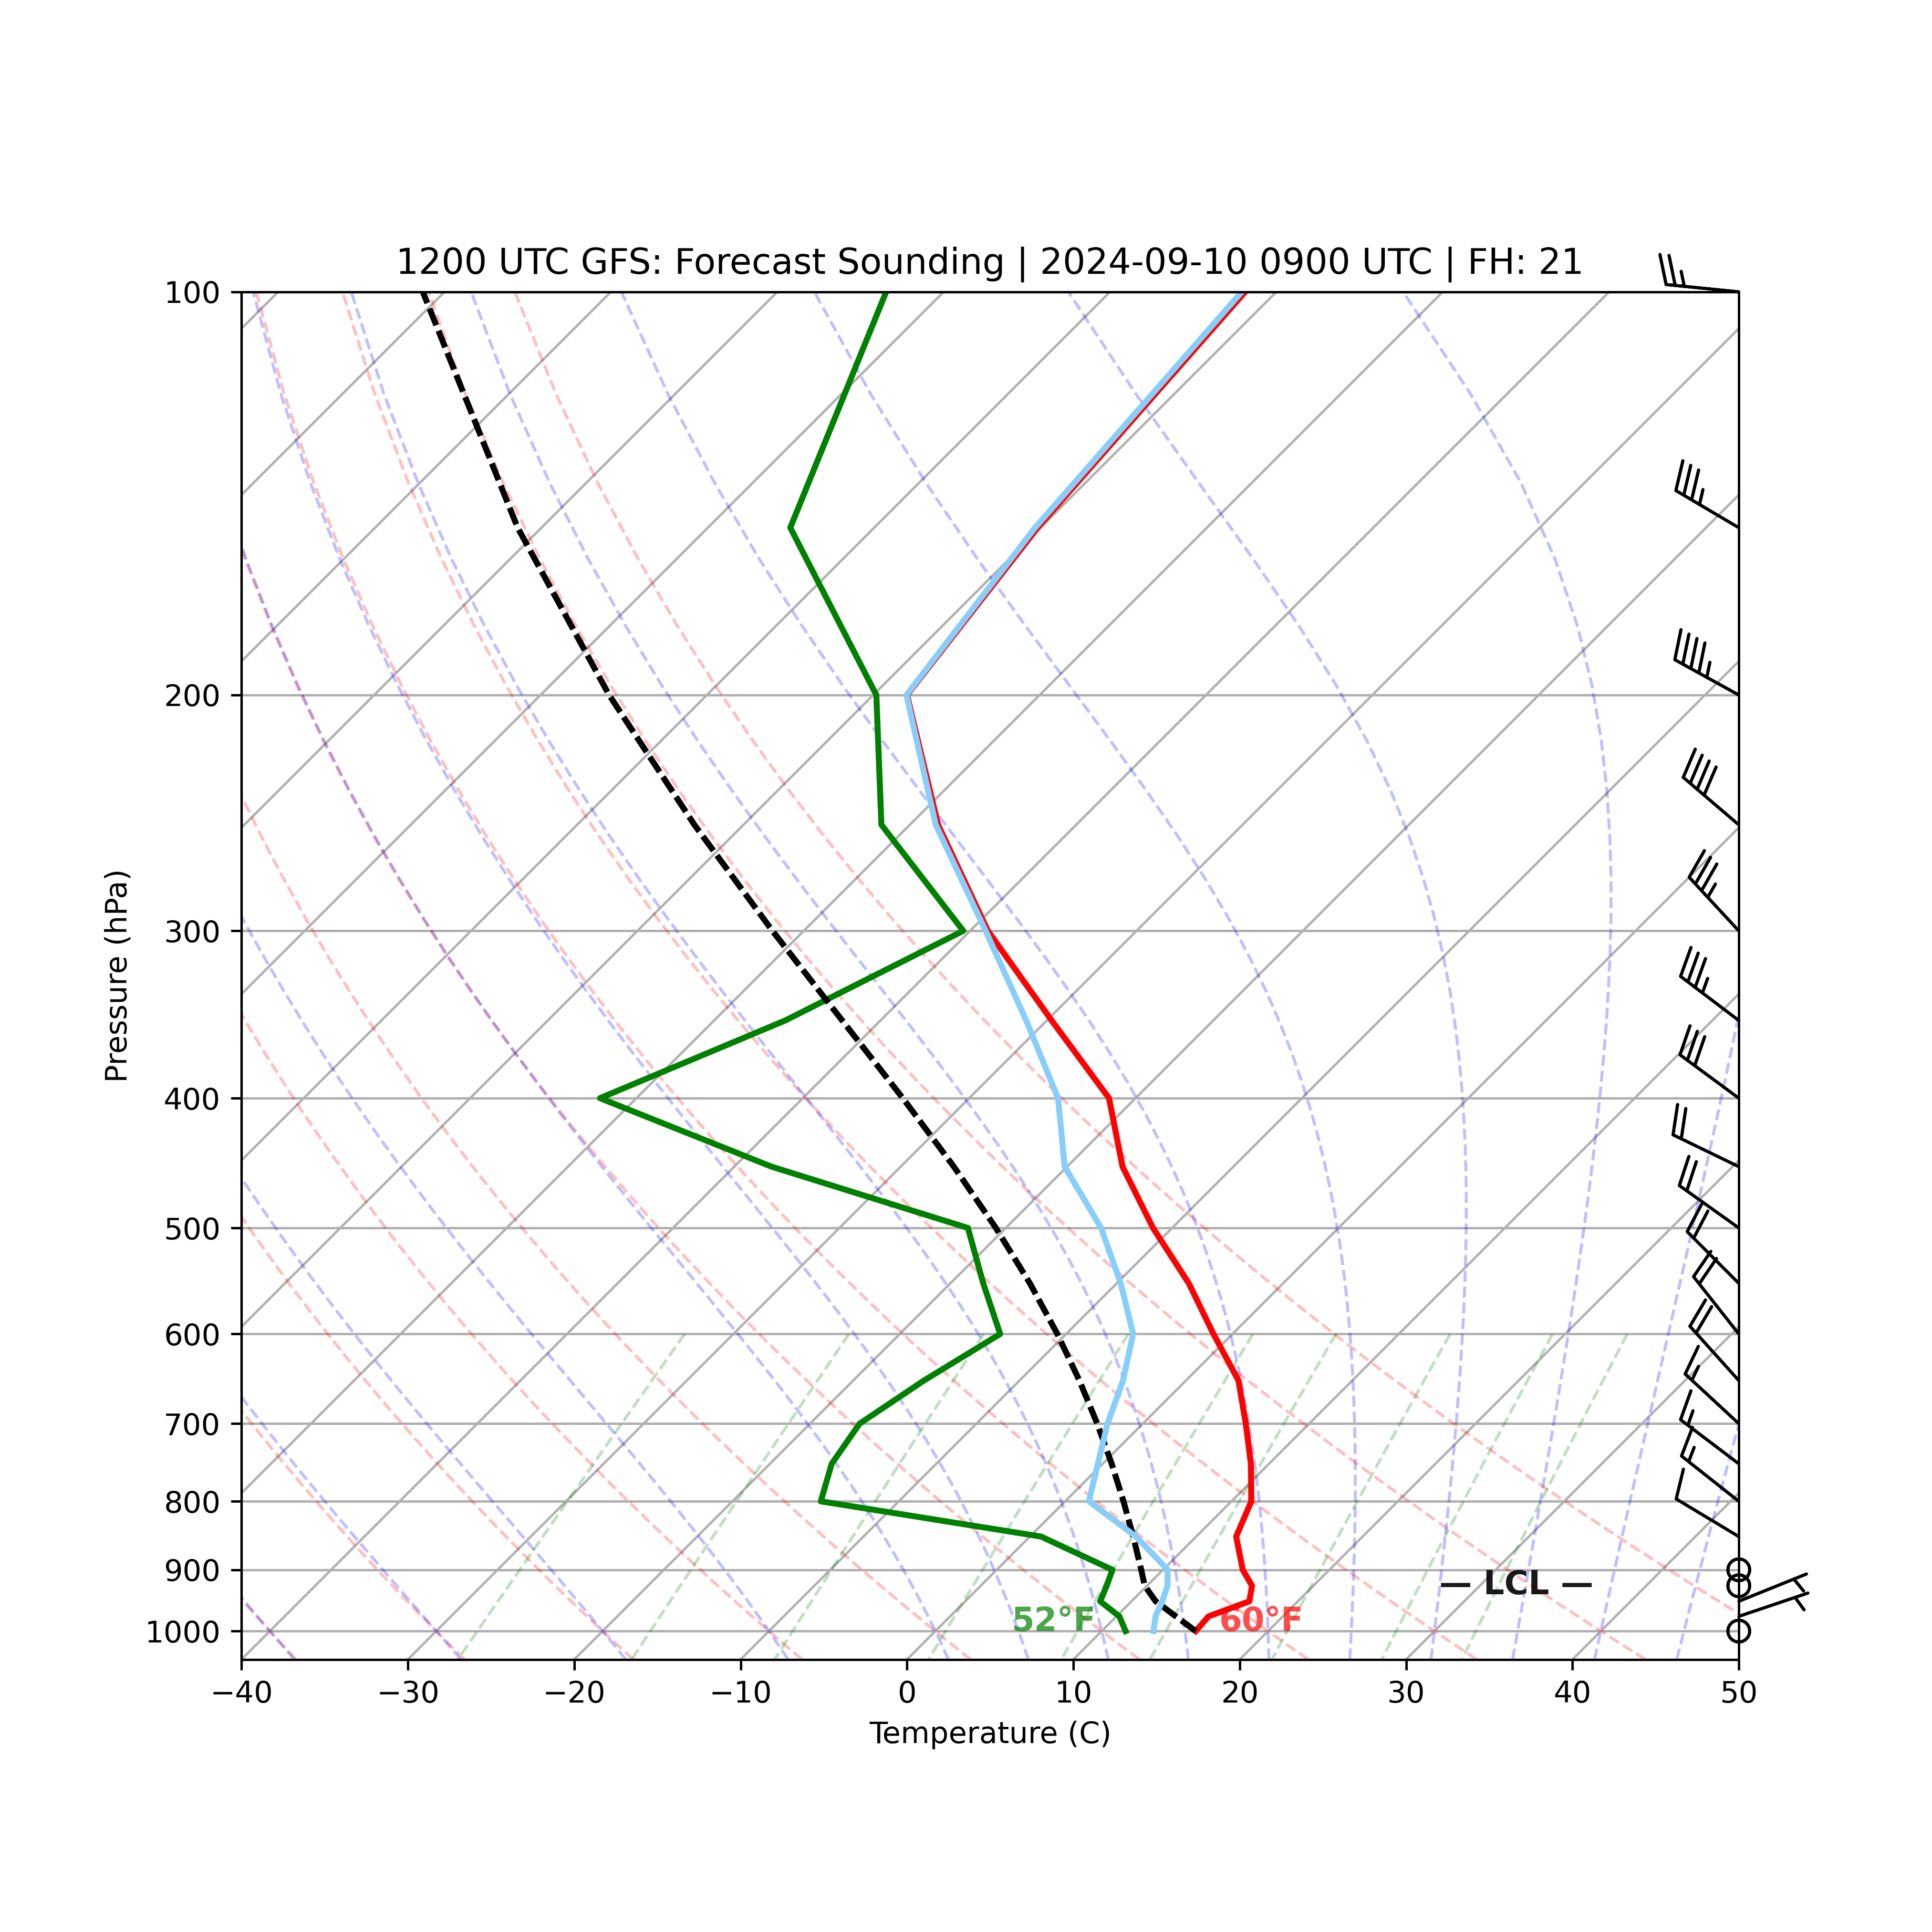 1200 UTC GFS: Forecast Sounding | 2024-09-10 0900 UTC | FH: 21
100
200
300
400
500
600
700
800
900
1000
Pressure (hPa)
— LCL —
52°F
60°F
−40 −30 −20 −10 0 10 20 30 40 50
Temperature (C)